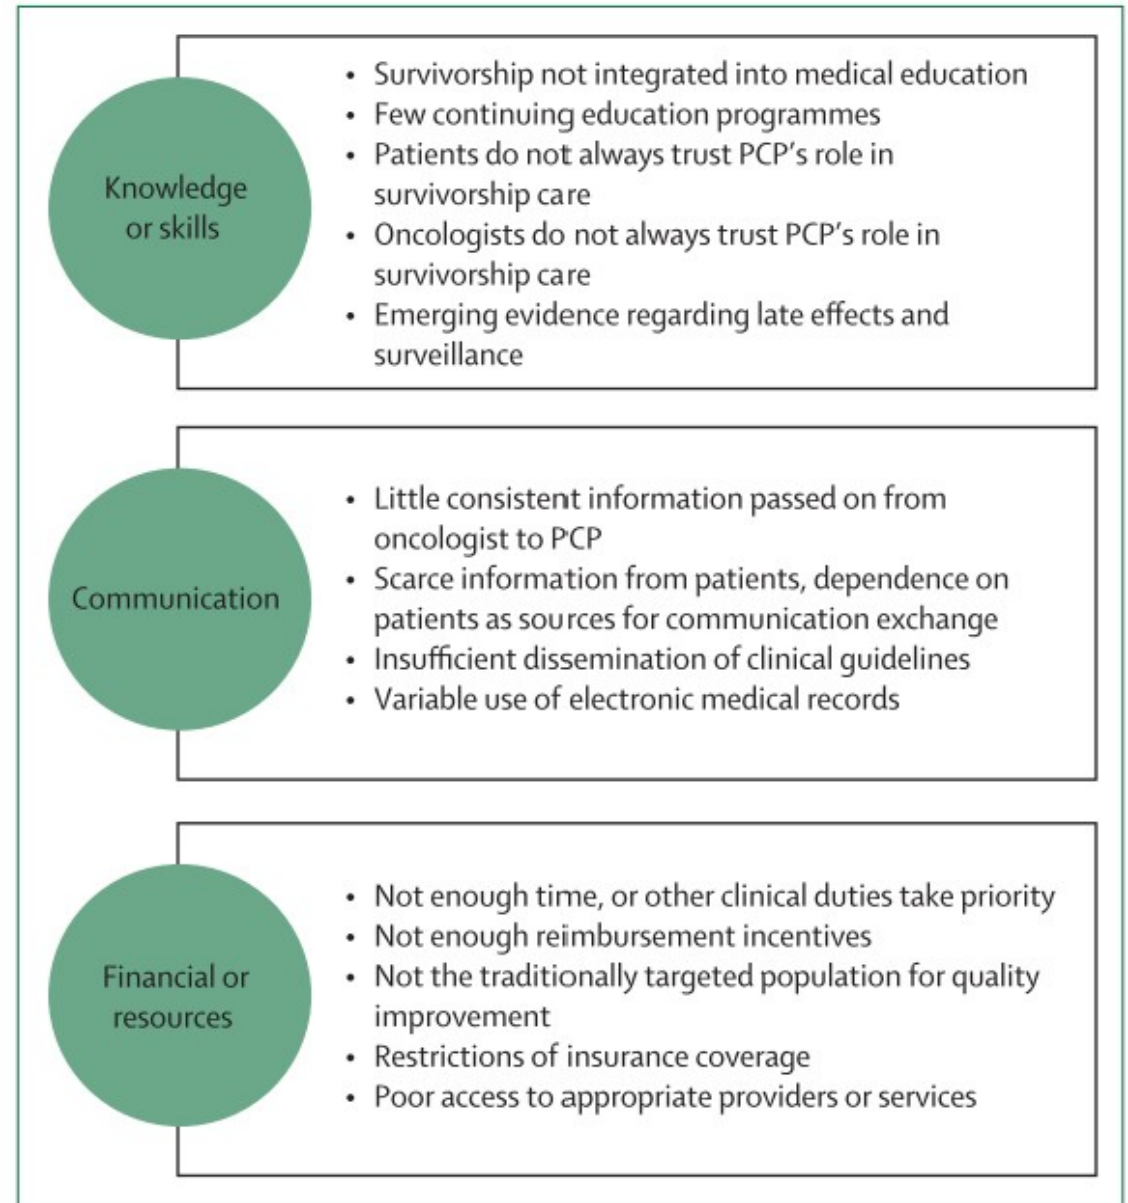 Knowledge
or skills
• Survivorship not integrated into medical education
• Few continuing education programmes
• Patients do not always trust PCP's role in
survivorship care
• Oncologists do not always trust PCP's role in
survivorship care
• Emerging evidence regarding late effects and
surveillance
Communication
• Little consistent information passed on from
oncologist to PCP
• Scarce information from patients, dependence on
patients as sources for communication exchange
• Insufficient dissemination of clinical guidelines
• Variable use of electronic medical records
Financial or
resources
• Not enough time, or other clinical duties take priority
• Not enough reimbursement incentives
• Not the traditionally targeted population for quality
improvement
• Restrictions of insurance coverage
• Poor access to appropriate providers or services